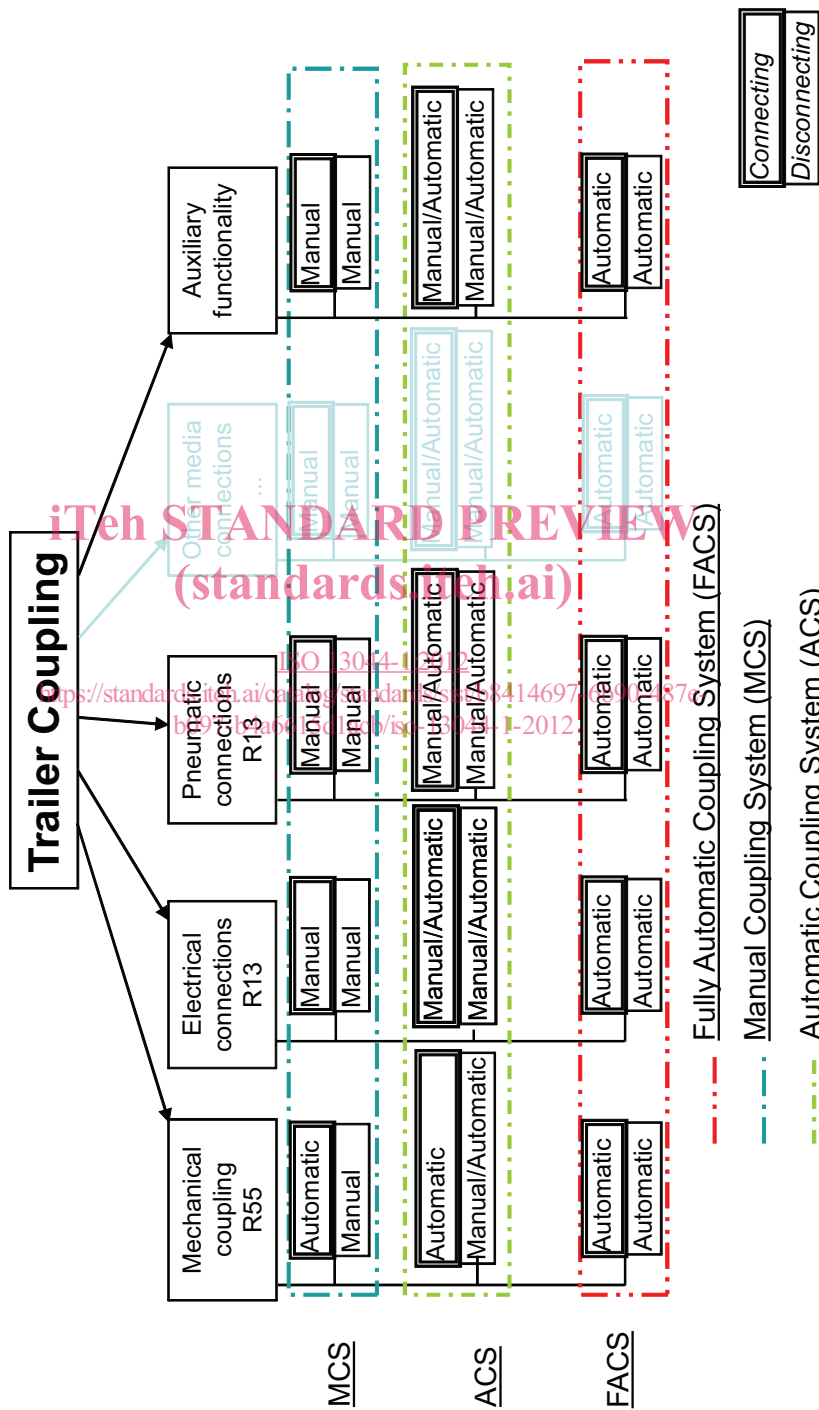 Trailer Coupling
Mechanical
coupling
R55
Electrical
connections
R13
Pneumatic
connections
R13
Other media
connections
...
Auxiliary
functionality
MCS
Automatic
Manual
Manual
Manual
Manual
Manual
Manual
Manual
Manual
Manual
ACS
Automatic
Manual/Automatic
Manual/Automatic
Manual/Automatic
Manual/Automatic
Manual/Automatic
Manual/Automatic
Manual/Automatic
Manual/Automatic
Manual/Automatic
FACS
Automatic
Automatic
Automatic
Automatic
Automatic
Automatic
Automatic
Automatic
Automatic
Automatic
Fully Automatic Coupling System (FACS)
Manual Coupling System (MCS)
Automatic Coupling System (ACS)
Connecting
Disconnecting
iTeh STANDARD PREVIEW
(standards.iteh.ai)
ISO 13044-1:2012